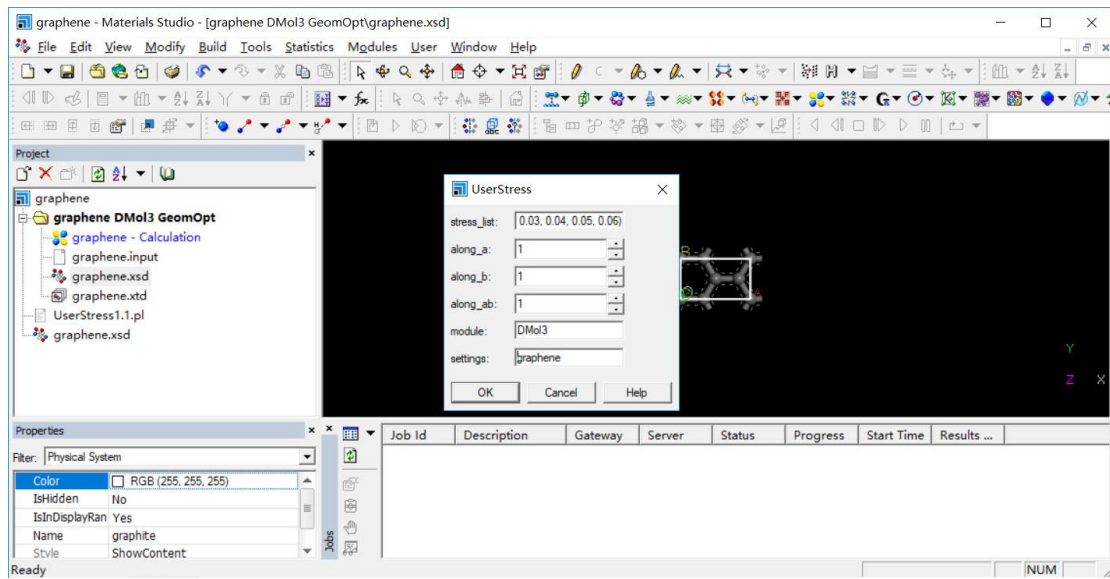 graphene - Materials Studio - [graphene DMol3 GeomOpt\graphene.xsd]
File Edit View Modify Build Tools Statistics Modules User Window Help
Project
graphene
graphene DMol3 GeomOpt
graphene - Calculation
graphene.input
graphene.xsd
graphene.xtd
UserStress1.1.pl
graphene.xsd
UserStress
stress_list: 0.03, 0.04, 0.05, 0.06)
along_a: 1
along_b: 1
along_ab: 1
module: DMol3
settings: graphene
OK Cancel Help
B
O A
Y
Z X
Properties
Filter: Physical System
Color RGB (255, 255, 255)
IsHidden No
IsInDisplayRan Yes
Name graphite
Style ShowContent
Jobs
Job Id Description Gateway Server Status Progress Start Time Results ...
Ready NUM